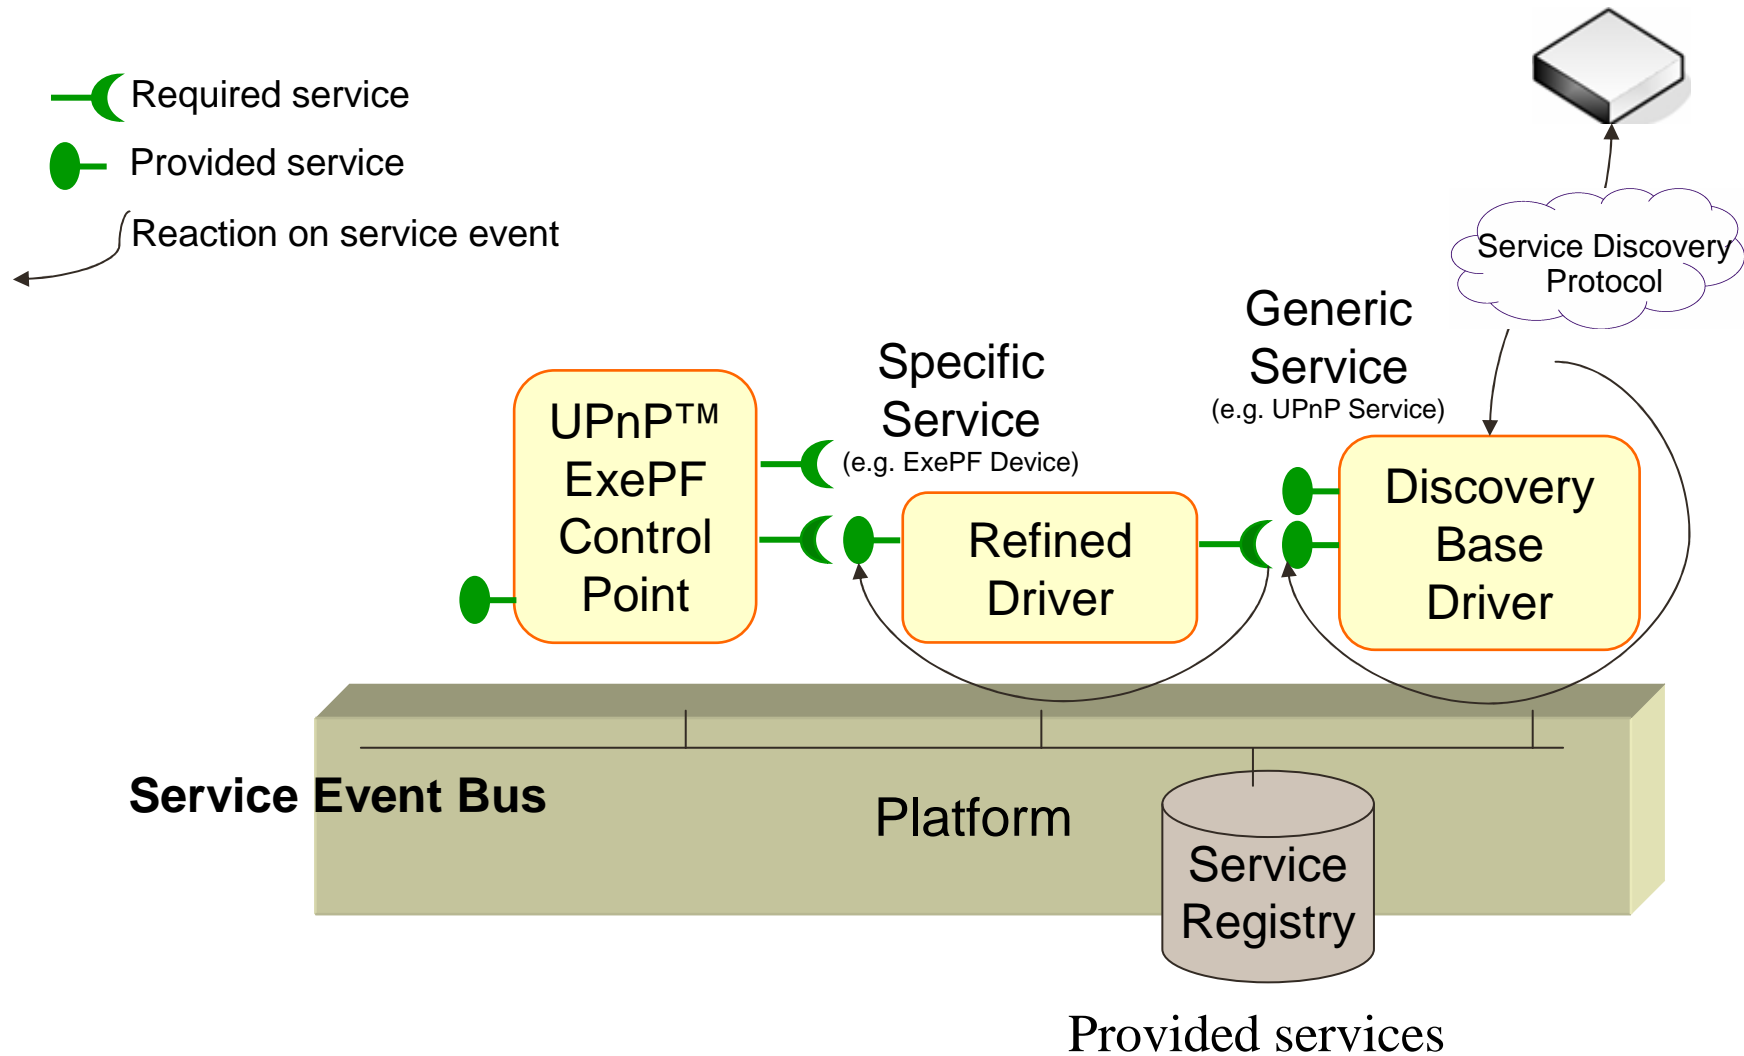 Required service
Provided service
Reaction on service event
Service Discovery
Protocol
Generic
Service
(e.g. UPnP Service)
Specific
Service
(e.g. ExePF Device)
UPnP™
ExePF
Control
Point
Refined
Driver
Discovery
Base
Driver
Service Event Bus
Platform
Service
Registry
Provided services